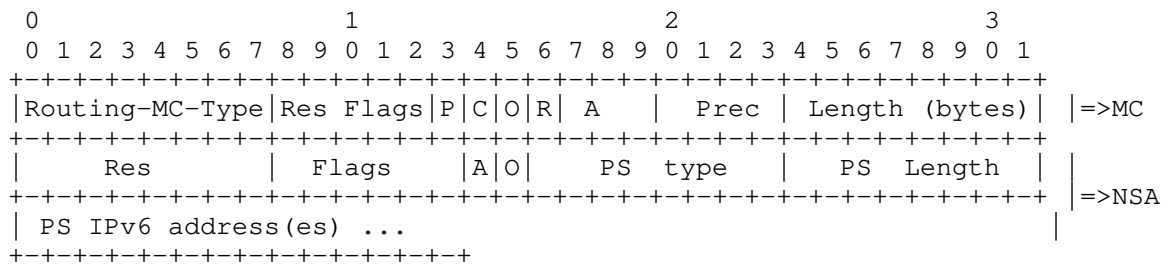 0                   1                   2                   3
 0 1 2 3 4 5 6 7 8 9 0 1 2 3 4 5 6 7 8 9 0 1 2 3 4 5 6 7 8 9 0 1
+-+-+-+-+-+-+-+-+-+-+-+-+-+-+-+-+-+-+-+-+-+-+-+-+-+-+-+-+-+-+-+-+
|Routing-MC-Type|Res Flags|P|C|O|R| A   |  Prec | Length (bytes)|  |=>MC
+-+-+-+-+-+-+-+-+-+-+-+-+-+-+-+-+-+-+-+-+-+-+-+-+-+-+-+-+-+-+-+-+
|     Res       |  Flags    |A|O|    PS  type   |   PS  Length  |  |
+-+-+-+-+-+-+-+-+-+-+-+-+-+-+-+-+-+-+-+-+-+-+-+-+-+-+-+-+-+-+-+-+  |=>NSA
| PS IPv6 address(es) ...                                          |
+-+-+-+-+-+-+-+-+-+-+-+-+-+-+